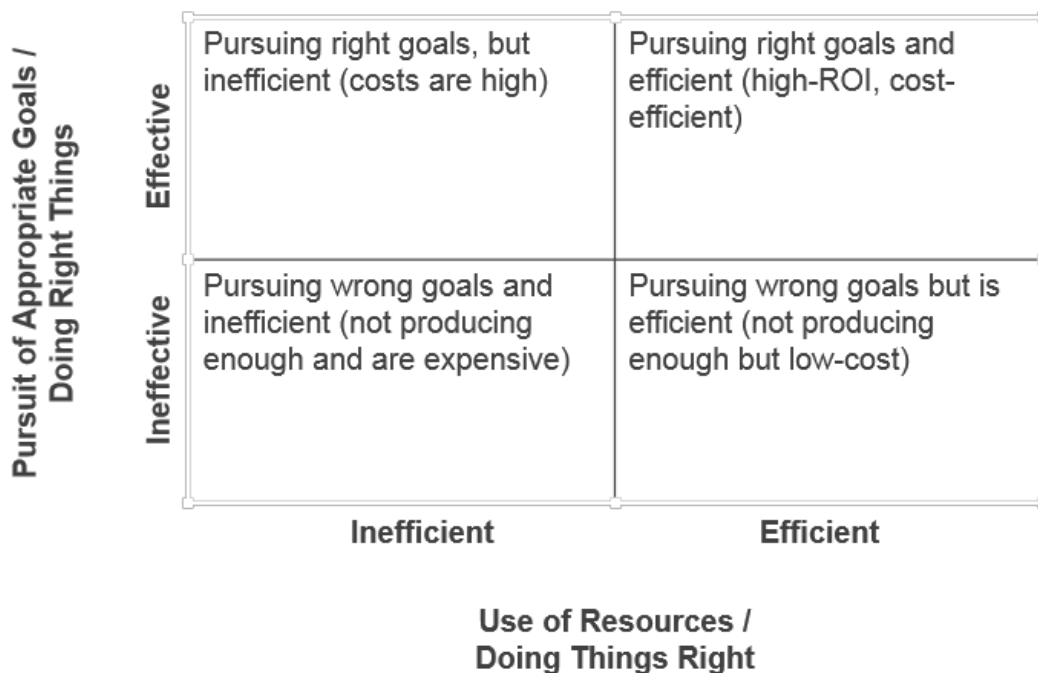 Pursuit of Appropriate Goals /
Doing Right Things
Effective
Ineffective
Pursuing right goals, but
inefficient (costs are high)
Pursuing right goals and
efficient (high-ROI, cost-
efficient)
Pursuing wrong goals and
inefficient (not producing
enough and are expensive)
Pursuing wrong goals but is
efficient (not producing
enough but low-cost)
Inefficient
Efficient
Use of Resources /
Doing Things Right